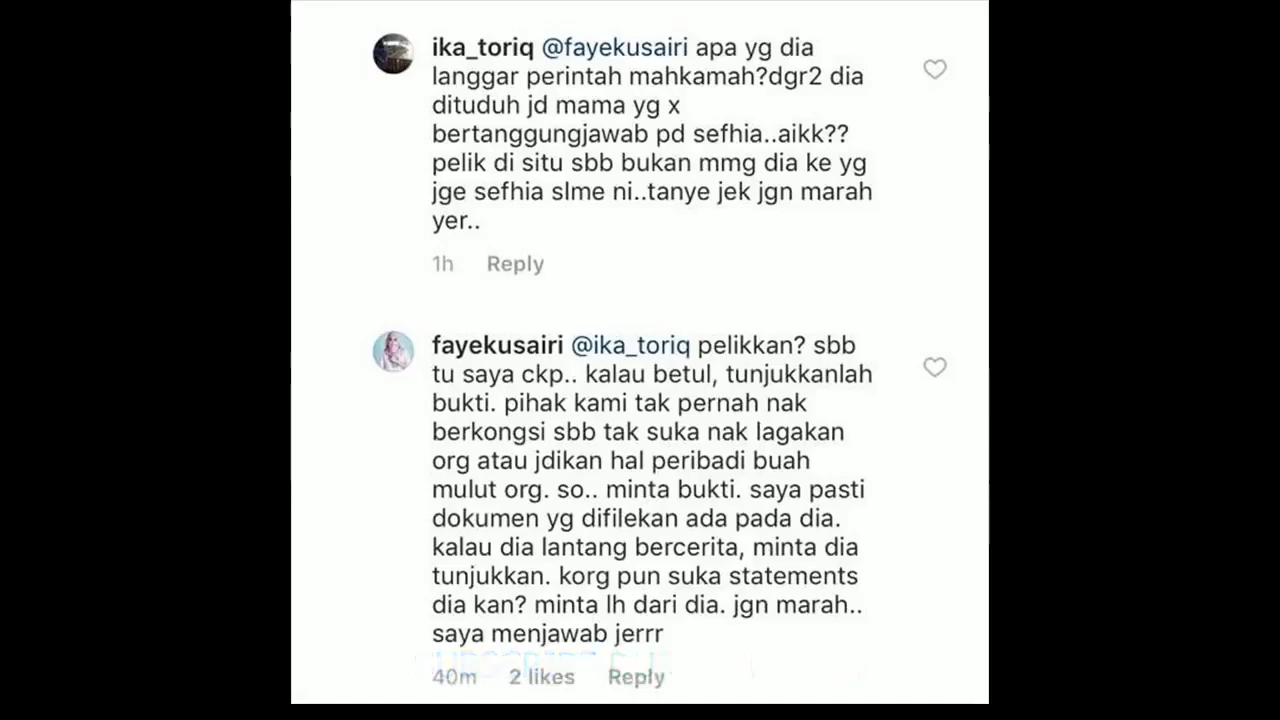 ika_toriq @fayekusairi apa yg dia
langgar perintah mahkamah?dgr2 dia
dituduh jd mama yg x
bertanggungjawab pd sefhia..aikk??
pelik di situ sbb bukan mmg dia ke yg
jge sefhia slme ni..tanye jek jgn marah
yer..
1h Reply
fayekusairi @ika_toriq pelikkan? sbb
tu saya ckp.. kalau betul, tunjukkanlah
bukti. pihak kami tak pernah nak
berkongsi sbb tak suka nak lagakan
org atau jdikan hal peribadi buah
mulut org. so.. minta bukti. saya pasti
dokumen yg difilekan ada pada dia.
kalau dia lantang bercerita, minta dia
tunjukkan. korg pun suka statements
dia kan? minta lh dari dia. jgn marah..
saya menjawab jerrr
40m 2 likes Reply